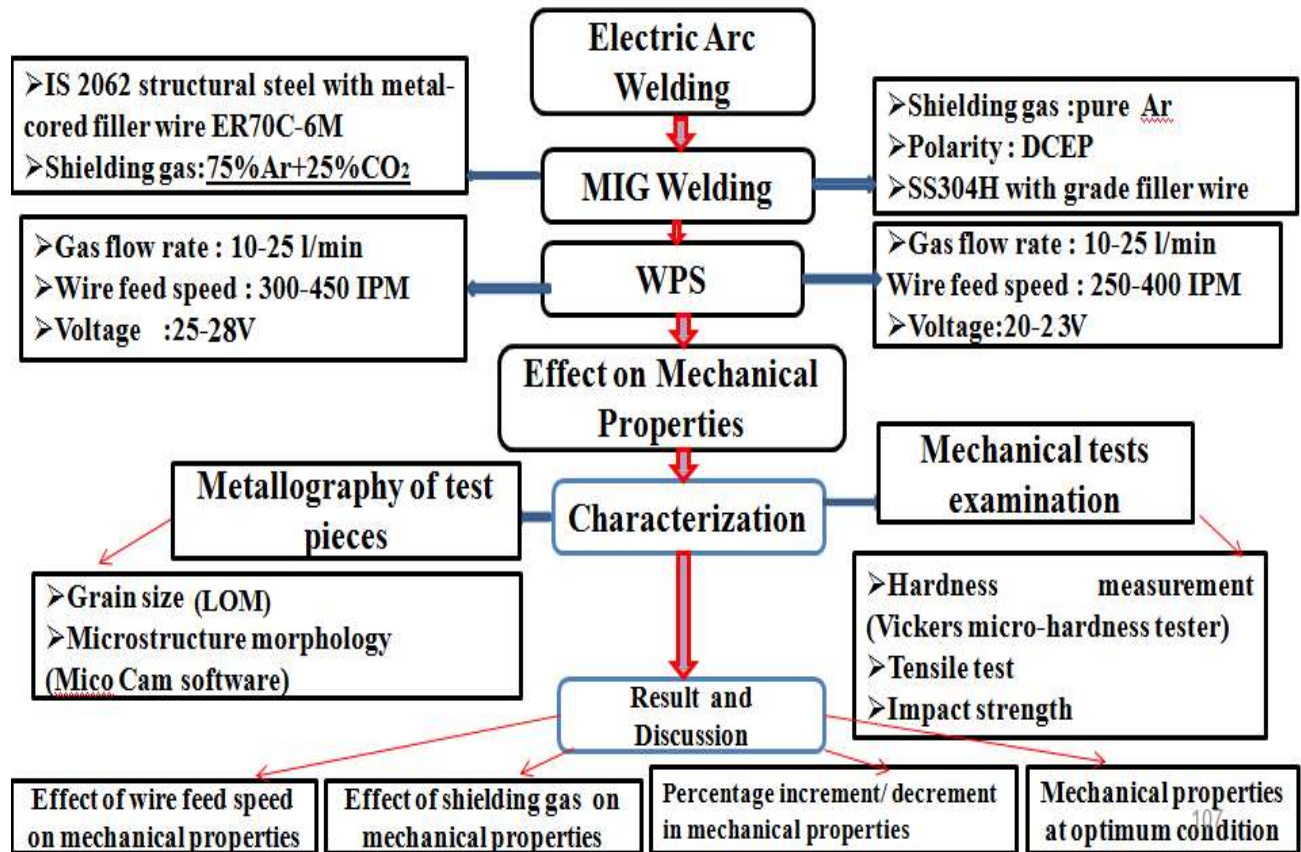 Electric Arc
Welding
➢IS 2062 structural steel with metal-
cored filler wire ER70C-6M
➢Shielding gas:75%Ar+25%CO₂
➢Shielding gas :pure Ar
➢Polarity : DCEP
➢SS304H with grade filler wire
MIG Welding
➢Gas flow rate : 10-25 l/min
➢Wire feed speed : 300-450 IPM
➢Voltage :25-28V
WPS
➢Gas flow rate : 10-25 l/min
Wire feed speed : 250-400 IPM
➢Voltage:20-23V
Effect on Mechanical
Properties
Metallography of test
pieces
Characterization
Mechanical tests
examination
➢Grain size (LOM)
➢Microstructure morphology
(Mico Cam software)
➢Hardness measurement
(Vickers micro-hardness tester)
➢Tensile test
➢Impact strength
Result and
Discussion
Effect of wire feed speed
on mechanical properties
Effect of shielding gas on
mechanical properties
Percentage increment/ decrement
in mechanical properties
Mechanical properties
at optimum condition
107